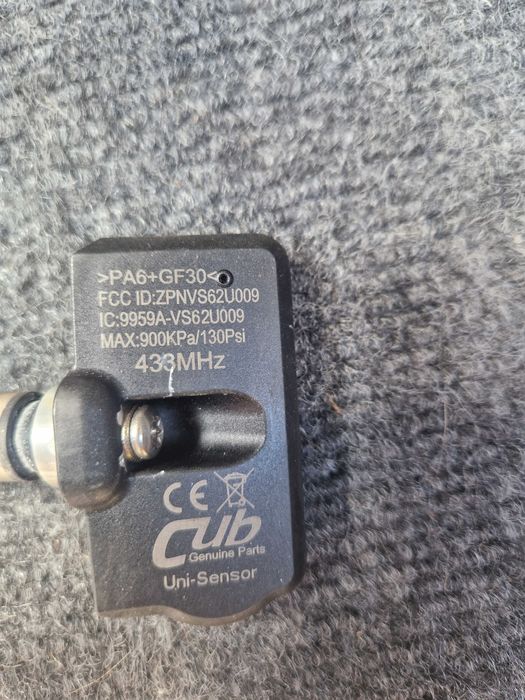 >PA6+GF30<
FCC ID:ZPNVS62U009
IC:9959A-VS62U009
MAX:900KPa/130Psi
433MHz
CE
Cub
Genuine Parts
Uni-Sensor